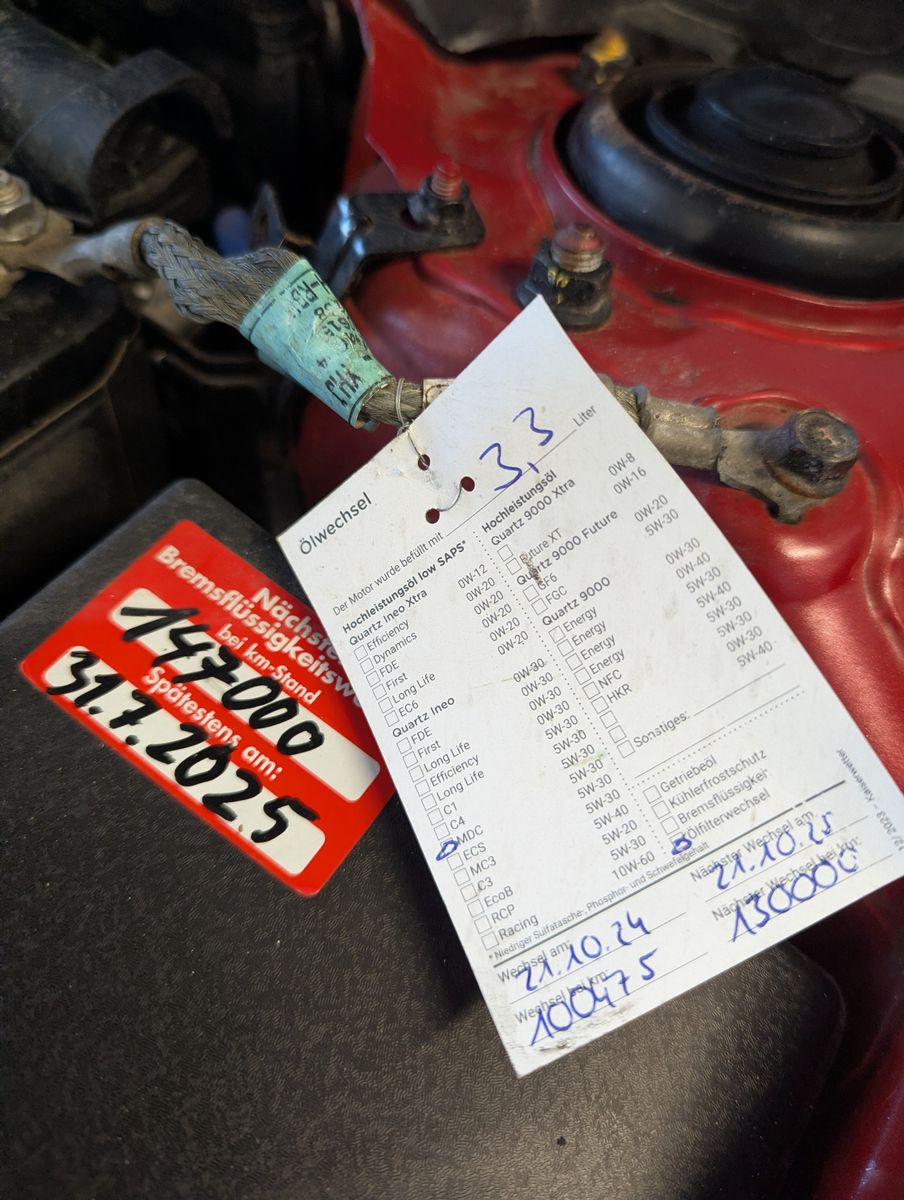 Nächster
Bremsflüssigkeitsw
bei km-Stand
147000
Spätestens am:
31.7.2025
Ölwechsel
Der Motor wurde befüllt mit 3,3 Liter
Hochleistungsöl low SAPS*
Quartz Ineo Xtra
Efficiency 0W-12
Dynamics 0W-20
FDE 0W-20
First 0W-20
Long Life 0W-20
EC6
Quartz Ineo
FDE 0W-30
First 0W-30
Long Life 0W-30
Efficiency 5W-30
Long Life 5W-30
C1 5W-30
C4 5W-30
MDC 5W-30
ECS 5W-30
MC3 5W-40
C3 5W-20
EcoB 5W-30
RCP
Racing 10W-60
Hochleistungsöl
Quartz 9000 Xtra
0W-8
Future XT 0W-16
Quartz 9000 Future
GF6 0W-20
FGC 5W-30
Quartz 9000
Energy 0W-30
Energy 0W-40
Energy 5W-30
Energy 5W-40
NFC 5W-30
HKR 5W-30
0W-30
5W-40
Sonstiges:
Getriebeöl
Kühlerfrostschutz
Bremsflüssigkei
Ölfilterwechsel
* Niedriger Sulfatasche-, Phosphor- und Schwefelgehalt
Wechsel am:
21.10.24
Nächster Wechsel am:
21.10.25
Wechsel bei km:
100475
Nächster Wechsel bei km:
130000
12/2023 - Kaiserwetter